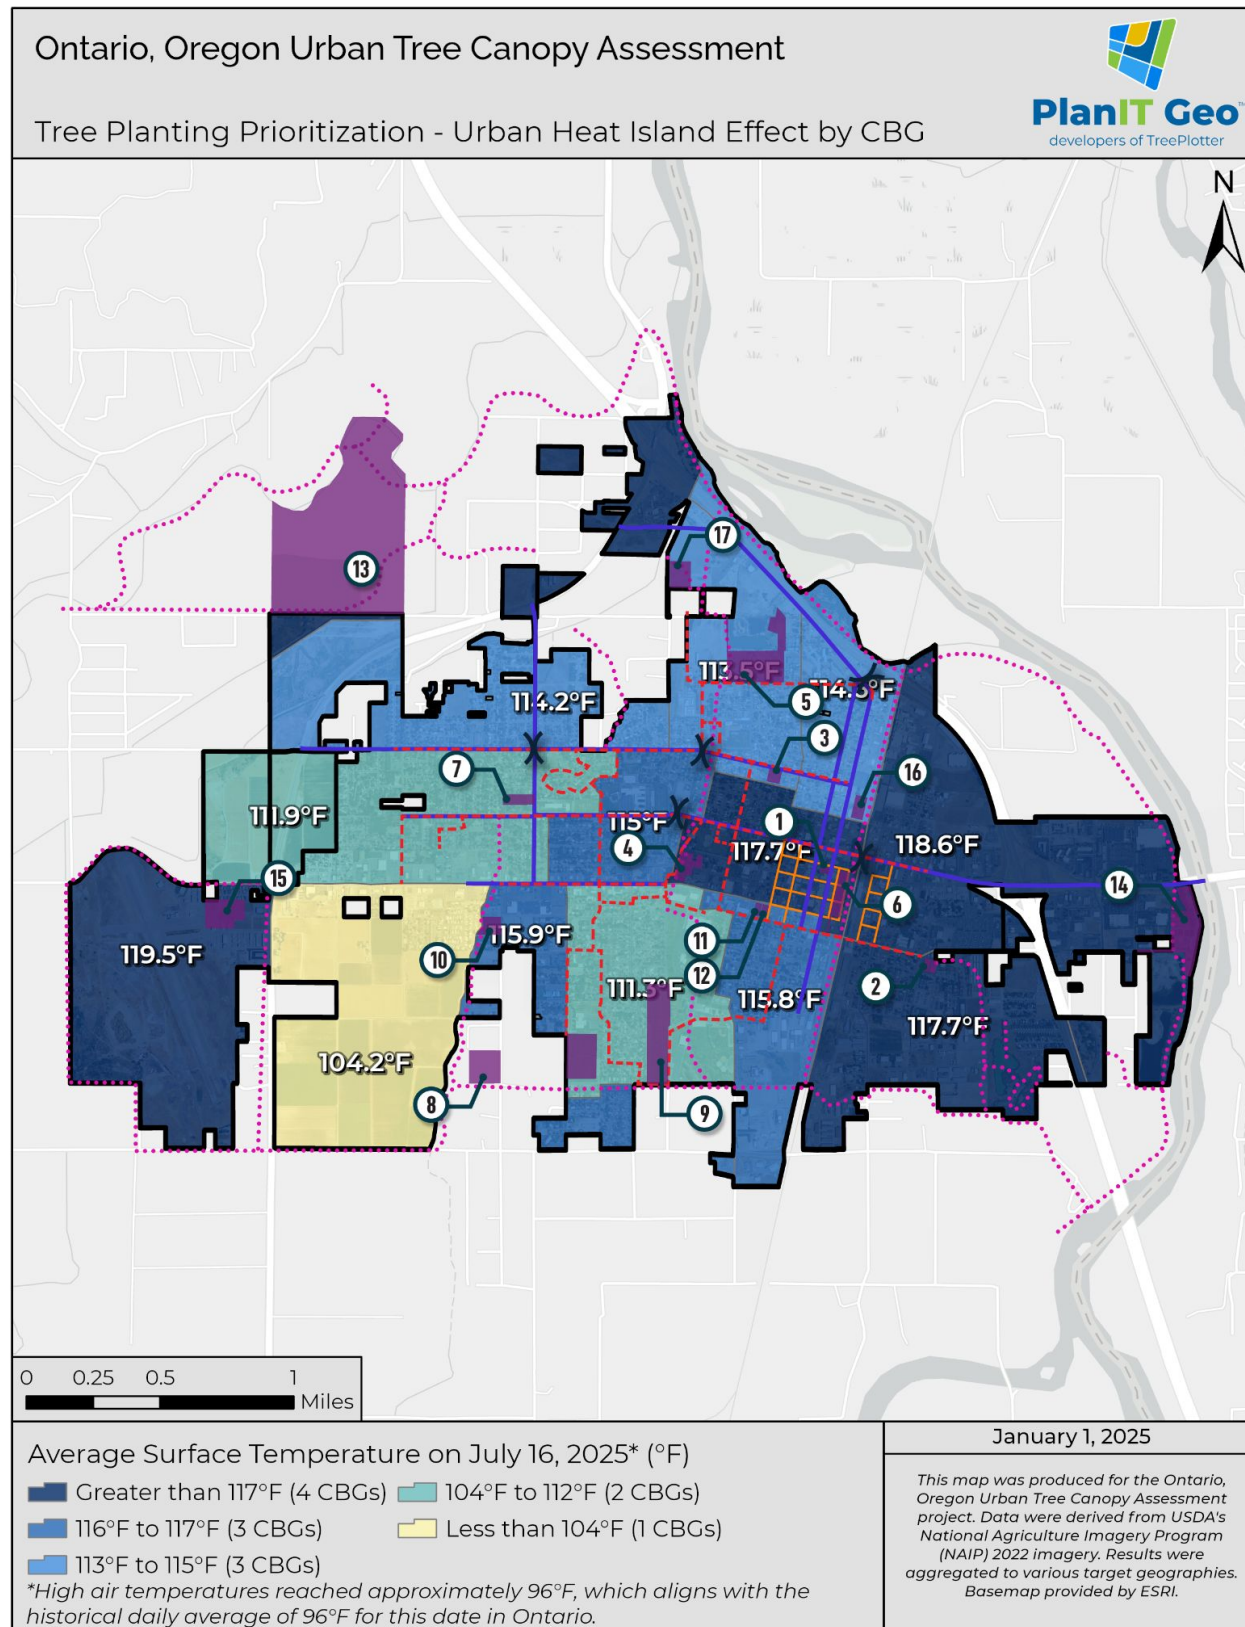 Ontario, Oregon Urban Tree Canopy Assessment
Tree Planting Prioritization - Urban Heat Island Effect by CBG
PlanIT Geo™
developers of TreePlotter
N
17
13
113.5°F
114.2°F
5
114.6°F
3
7
16
1
111.9°F
115°F
118.6°F
4
117.7°F
15
14
6
119.5°F
115.9°F
11
10
12
111.3°F
115.8°F
2
117.7°F
104.2°F
8
9
0 0.25 0.5 1
Miles
Average Surface Temperature on July 16, 2025* (°F)
Greater than 117°F (4 CBGs)
104°F to 112°F (2 CBGs)
116°F to 117°F (3 CBGs)
Less than 104°F (1 CBGs)
113°F to 115°F (3 CBGs)
*High air temperatures reached approximately 96°F, which aligns with the
historical daily average of 96°F for this date in Ontario.
January 1, 2025
This map was produced for the Ontario,
Oregon Urban Tree Canopy Assessment
project. Data were derived from USDA's
National Agriculture Imagery Program
(NAIP) 2022 imagery. Results were
aggregated to various target geographies.
Basemap provided by ESRI.